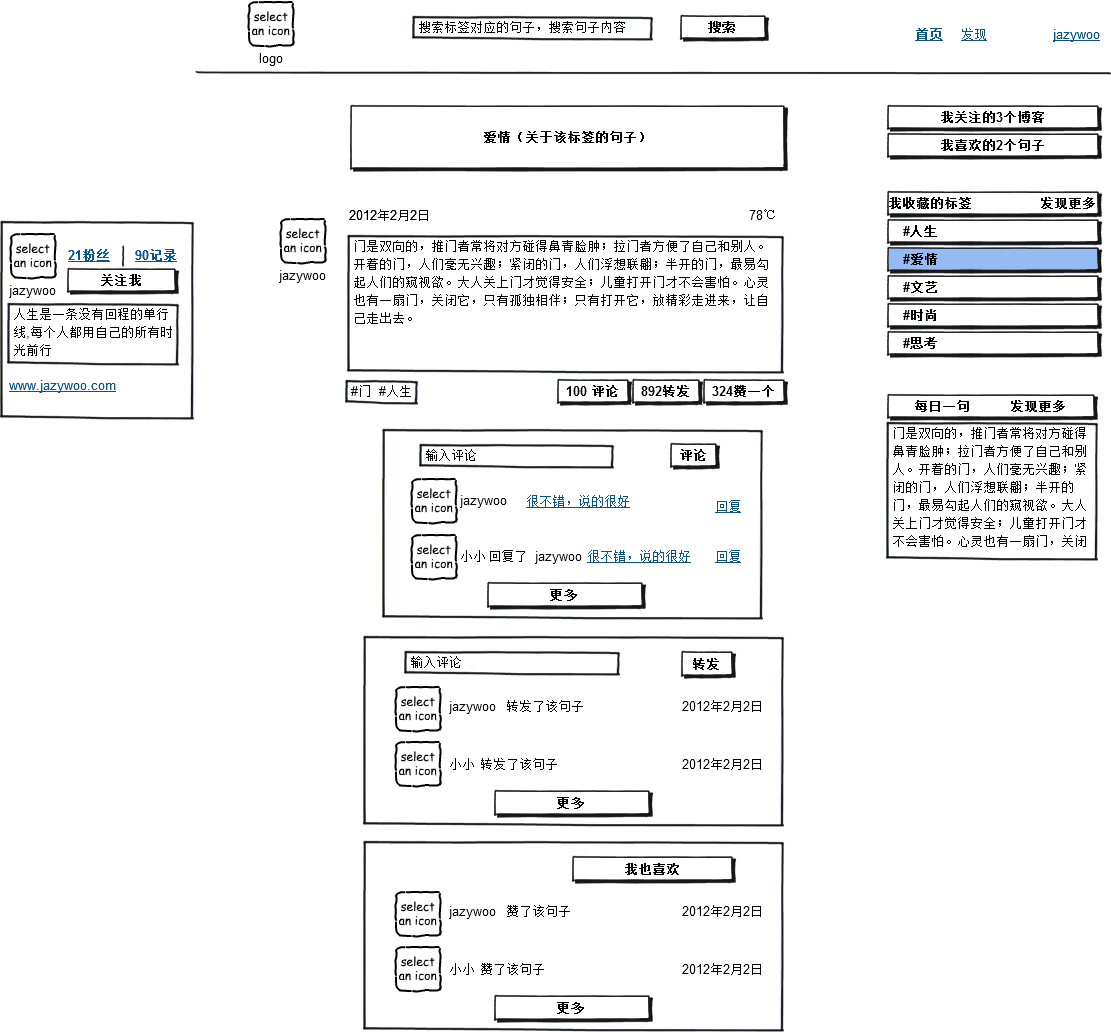 select
an icon
logo
搜索标签对应的句子，搜索句子内容
搜索
首页 发现 jazywoo
爱情（关于该标签的句子）
我关注的3个博客
我喜欢的2个句子
我收藏的标签 发现更多
#人生
#爱情
#文艺
#时尚
#思考
每日一句 发现更多
门是双向的，推门者常将对方碰得
鼻青脸肿；拉门者方便了自己和别
人。开着的门，人们毫无兴趣；紧
闭的门，人们浮想联翩；半开的
门，最易勾起人们的窥视欲。大人
关上门才觉得安全；儿童打开门才不
会害怕。心灵也有一扇门，关闭
select
an icon
jazywoo
21粉丝 | 90记录
关注我
人生是一条没有回程的单行
线,每个人都用自己的所有时
光前行
www.jazywoo.com
select
an icon
jazywoo
2012年2月2日 78℃
门是双向的，推门者常将对方碰得鼻青脸肿；拉门者方便了自己和别人。
开着的门，人们毫无兴趣；紧闭的门，人们浮想联翩；半开的门，最易勾
起人们的窥视欲。大人关上门才觉得安全；儿童打开门才不会害怕。心灵
也有一扇门，关闭它，只有孤独相伴；只有打开它，放精彩走进来，让自
己走出去。
#门 #人生
100 评论 892转发 324赞一个
输入评论 评论
select
an icon
jazywoo 很不错，说的很好 回复
select
an icon
小小 回复了 jazywoo 很不错，说的很好 回复
更多
输入评论 转发
select
an icon
jazywoo 转发了该句子 2012年2月2日
select
an icon
小小 转发了该句子 2012年2月2日
更多
我也喜欢
select
an icon
jazywoo 赞了该句子 2012年2月2日
select
an icon
小小 赞了该句子 2012年2月2日
更多